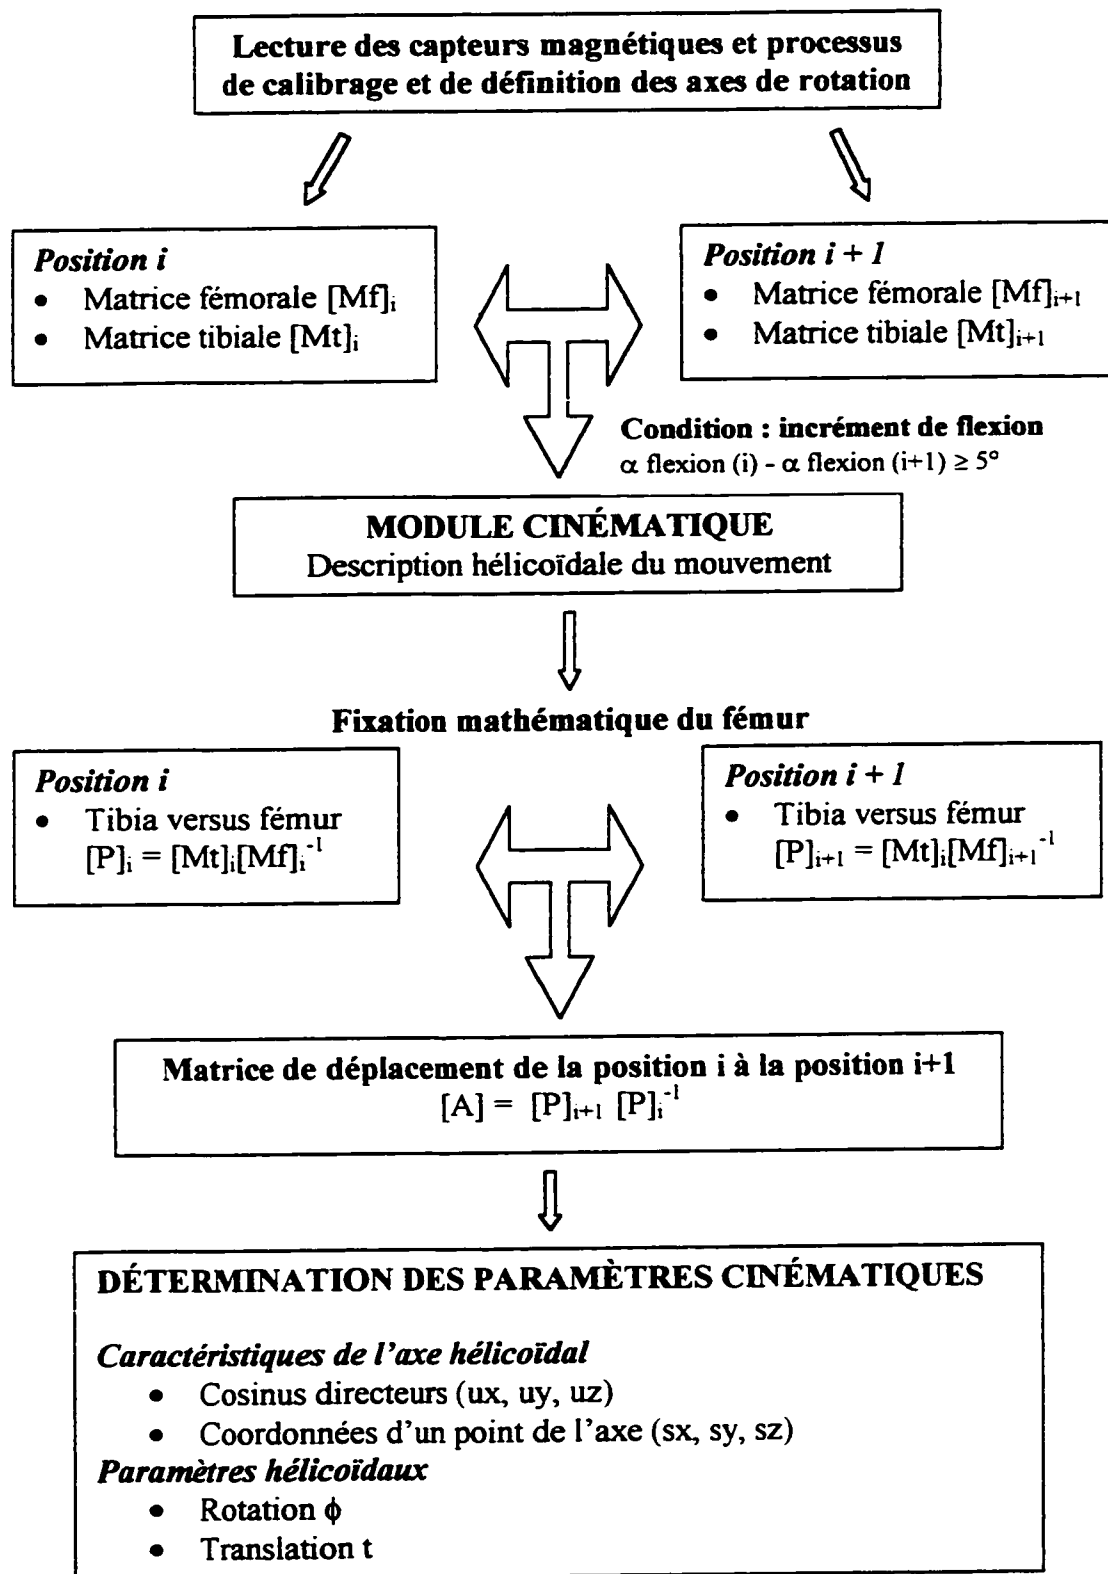 Lecture des capteurs magnétiques et processus
de calibrage et de définition des axes de rotation
Position i
• Matrice fémorale [Mf]i
• Matrice tibiale [Mt]i
Position i + 1
• Matrice fémorale [Mf]i+1
• Matrice tibiale [Mt]i+1
Condition : incrément de flexion
α flexion (i) - α flexion (i+1) ≥ 5°
MODULE CINÉMATIQUE
Description hélicoïdale du mouvement
Fixation mathématique du fémur
Position i
• Tibia versus fémur
[P]i = [Mt]i[Mf]i⁻¹
Position i + 1
• Tibia versus fémur
[P]i+1 = [Mt]i[Mf]i+1⁻¹
Matrice de déplacement de la position i à la position i+1
[A] = [P]i+1 [P]i⁻¹
DÉTERMINATION DES PARAMÈTRES CINÉMATIQUES
Caractéristiques de l'axe hélicoïdal
• Cosinus directeurs (ux, uy, uz)
• Coordonnées d'un point de l'axe (sx, sy, sz)
Paramètres hélicoïdaux
• Rotation ϕ
• Translation t